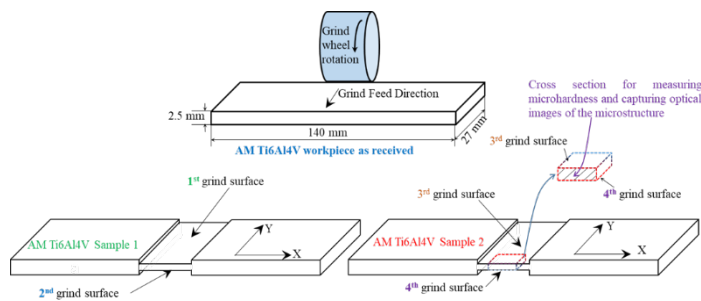 Grind
wheel
rotation
Grind Feed Direction
2.5 mm
140 mm
27 mm
AM Ti6Al4V workpiece as received
Cross section for measuring
microhardness and capturing optical
images of the microstructure
3rd grind surface
4th grind surface
1st grind surface
3rd grind surface
AM Ti6Al4V Sample 1
Y
X
2nd grind surface
AM Ti6Al4V Sample 2
Y
X
4th grind surface